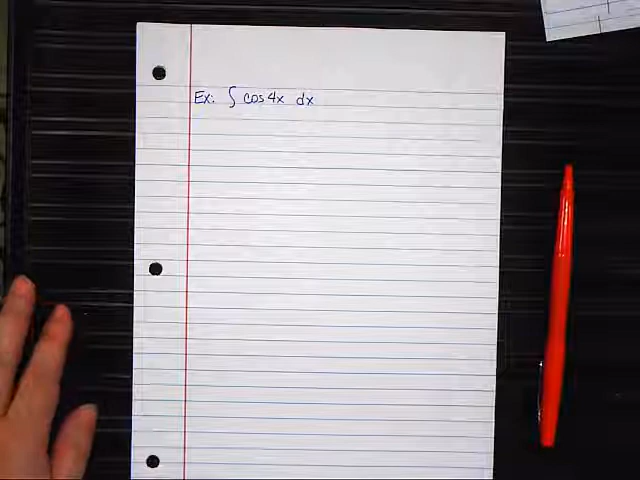 Ex: ∫ cos 4x dx